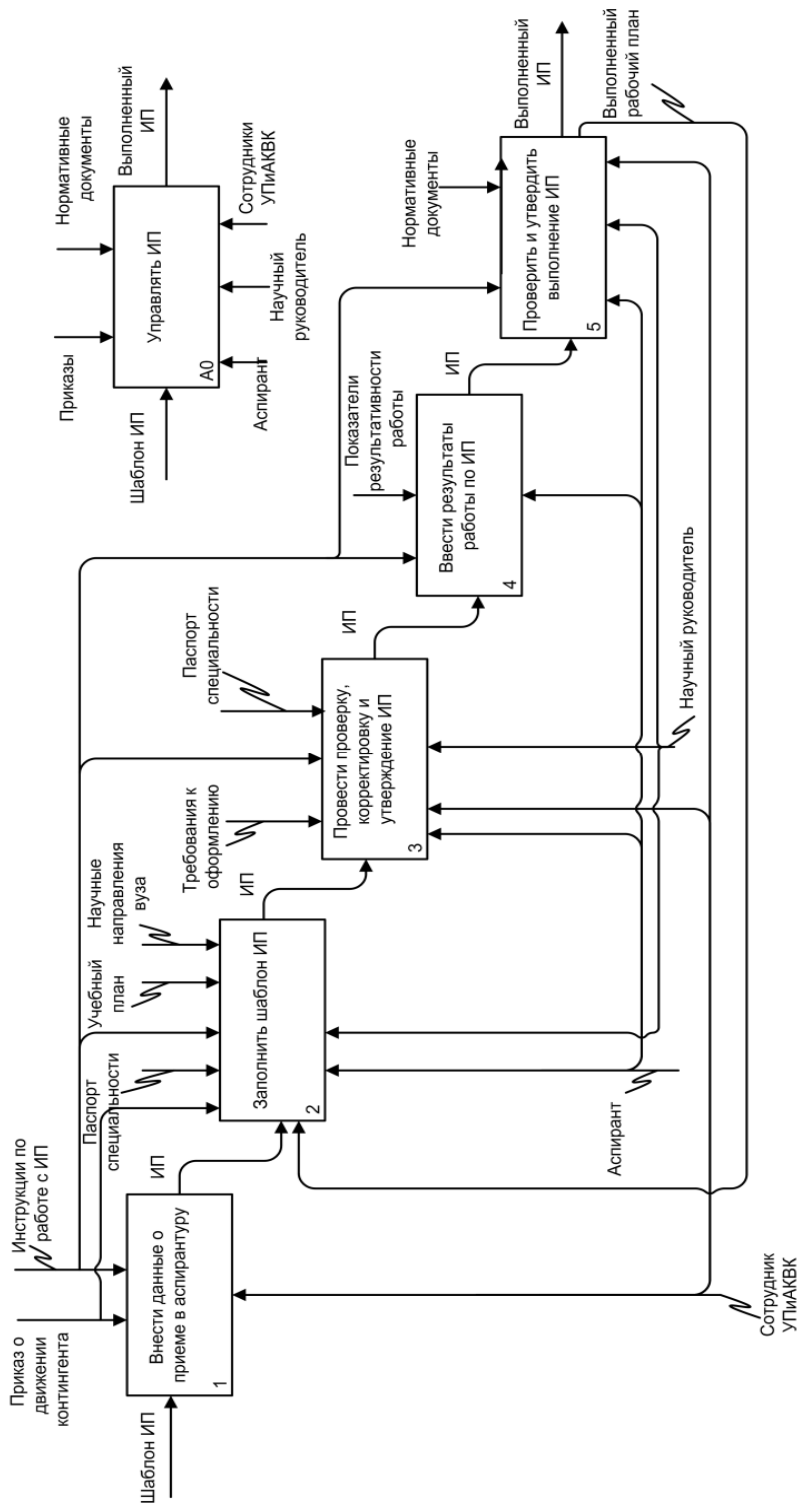 Приказы
Нормативные
документы
Шаблон ИП
Управлять ИП
A0
Выполненный
ИП
Аспирант
Научный
руководитель
Сотрудники
УПиАКВК
Приказ о
движении
контингента
Инструкции по
работе с ИП
Шаблон ИП
Внести данные о
приеме в аспирантуру
1
ИП
Паспорт
специальности
Учебный
план
Научные
направления
вуза
Заполнить шаблон ИП
2
ИП
Требования к
оформлению
Паспорт
специальности
Провести проверку,
корректировку и
утверждение ИП
3
ИП
Показатели
результативности
работы
Ввести результаты
работы по ИП
4
ИП
Нормативные
документы
Проверить и утвердить
выполнение ИП
5
Выполненный
ИП
Выполненный
рабочий план
Сотрудник
УПиАКВК
Аспирант
Научный руководитель